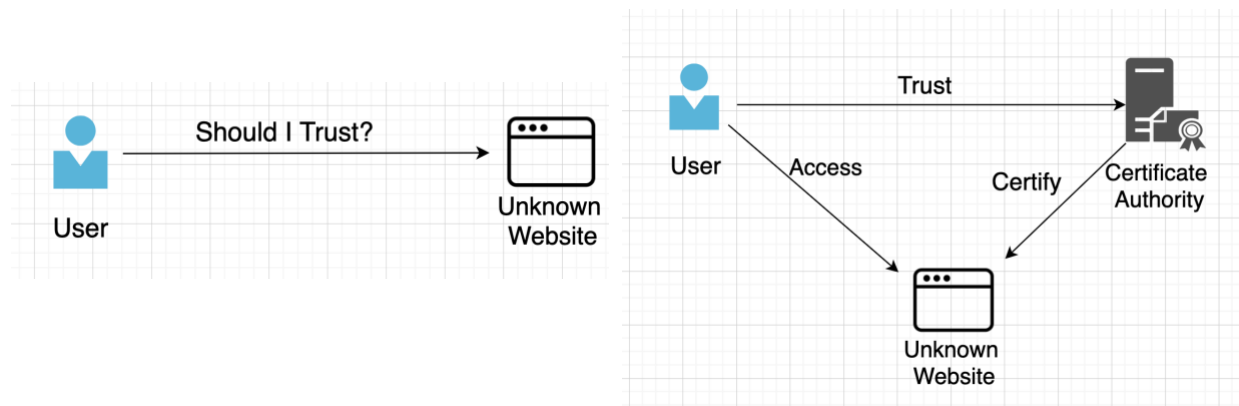 Should I Trust?
User
Unknown
Website
Trust
User
Access
Certify
Certificate
Authority
Unknown
Website